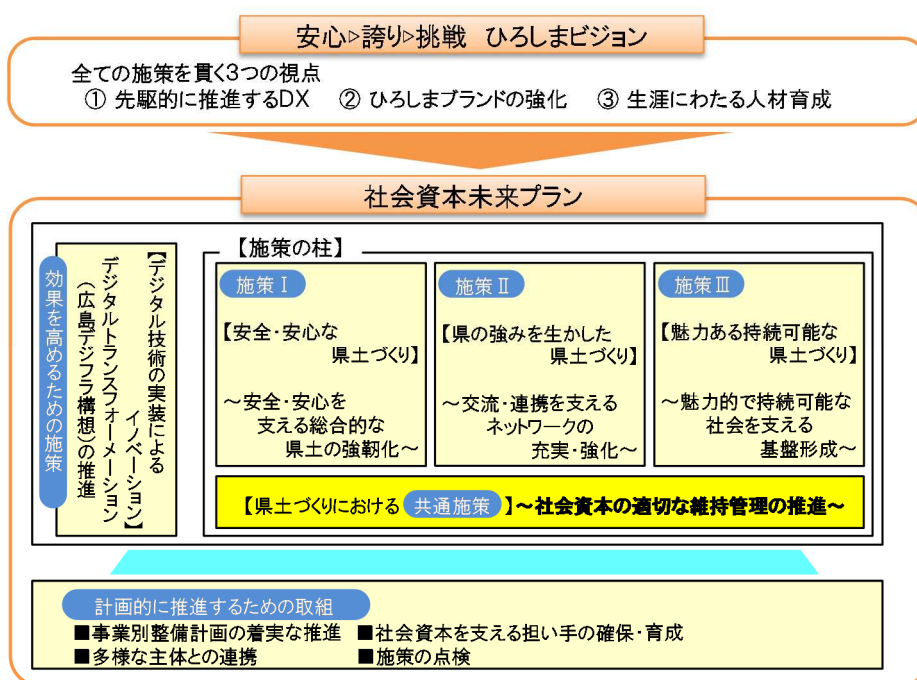 安心▷誇り▷挑戦 ひろしまビジョン
全ての施策を貫く3つの視点
① 先駆的に推進するDX ② ひろしまブランドの強化 ③ 生涯にわたる人材育成
社会資本未来プラン
効果を高めるための施策
【デジタル技術の実装による
イノベーション】
デジタルトランスフォーメーション
（広島デジフラ構想）の推進
【施策の柱】
施策Ⅰ
【安全･安心な
県土づくり】
～安全･安心を
支える総合的な
県土の強靭化～
施策Ⅱ
【県の強みを生かした
県土づくり】
～交流･連携を支える
ネットワークの
充実･強化～
施策Ⅲ
【魅力ある持続可能な
県土づくり】
～魅力的で持続可能な
社会を支える
基盤形成～
【県土づくりにおける 共通施策 】～社会資本の適切な維持管理の推進～
計画的に推進するための取組
■事業別整備計画の着実な推進 ■社会資本を支える担い手の確保･育成
■多様な主体との連携 ■施策の点検